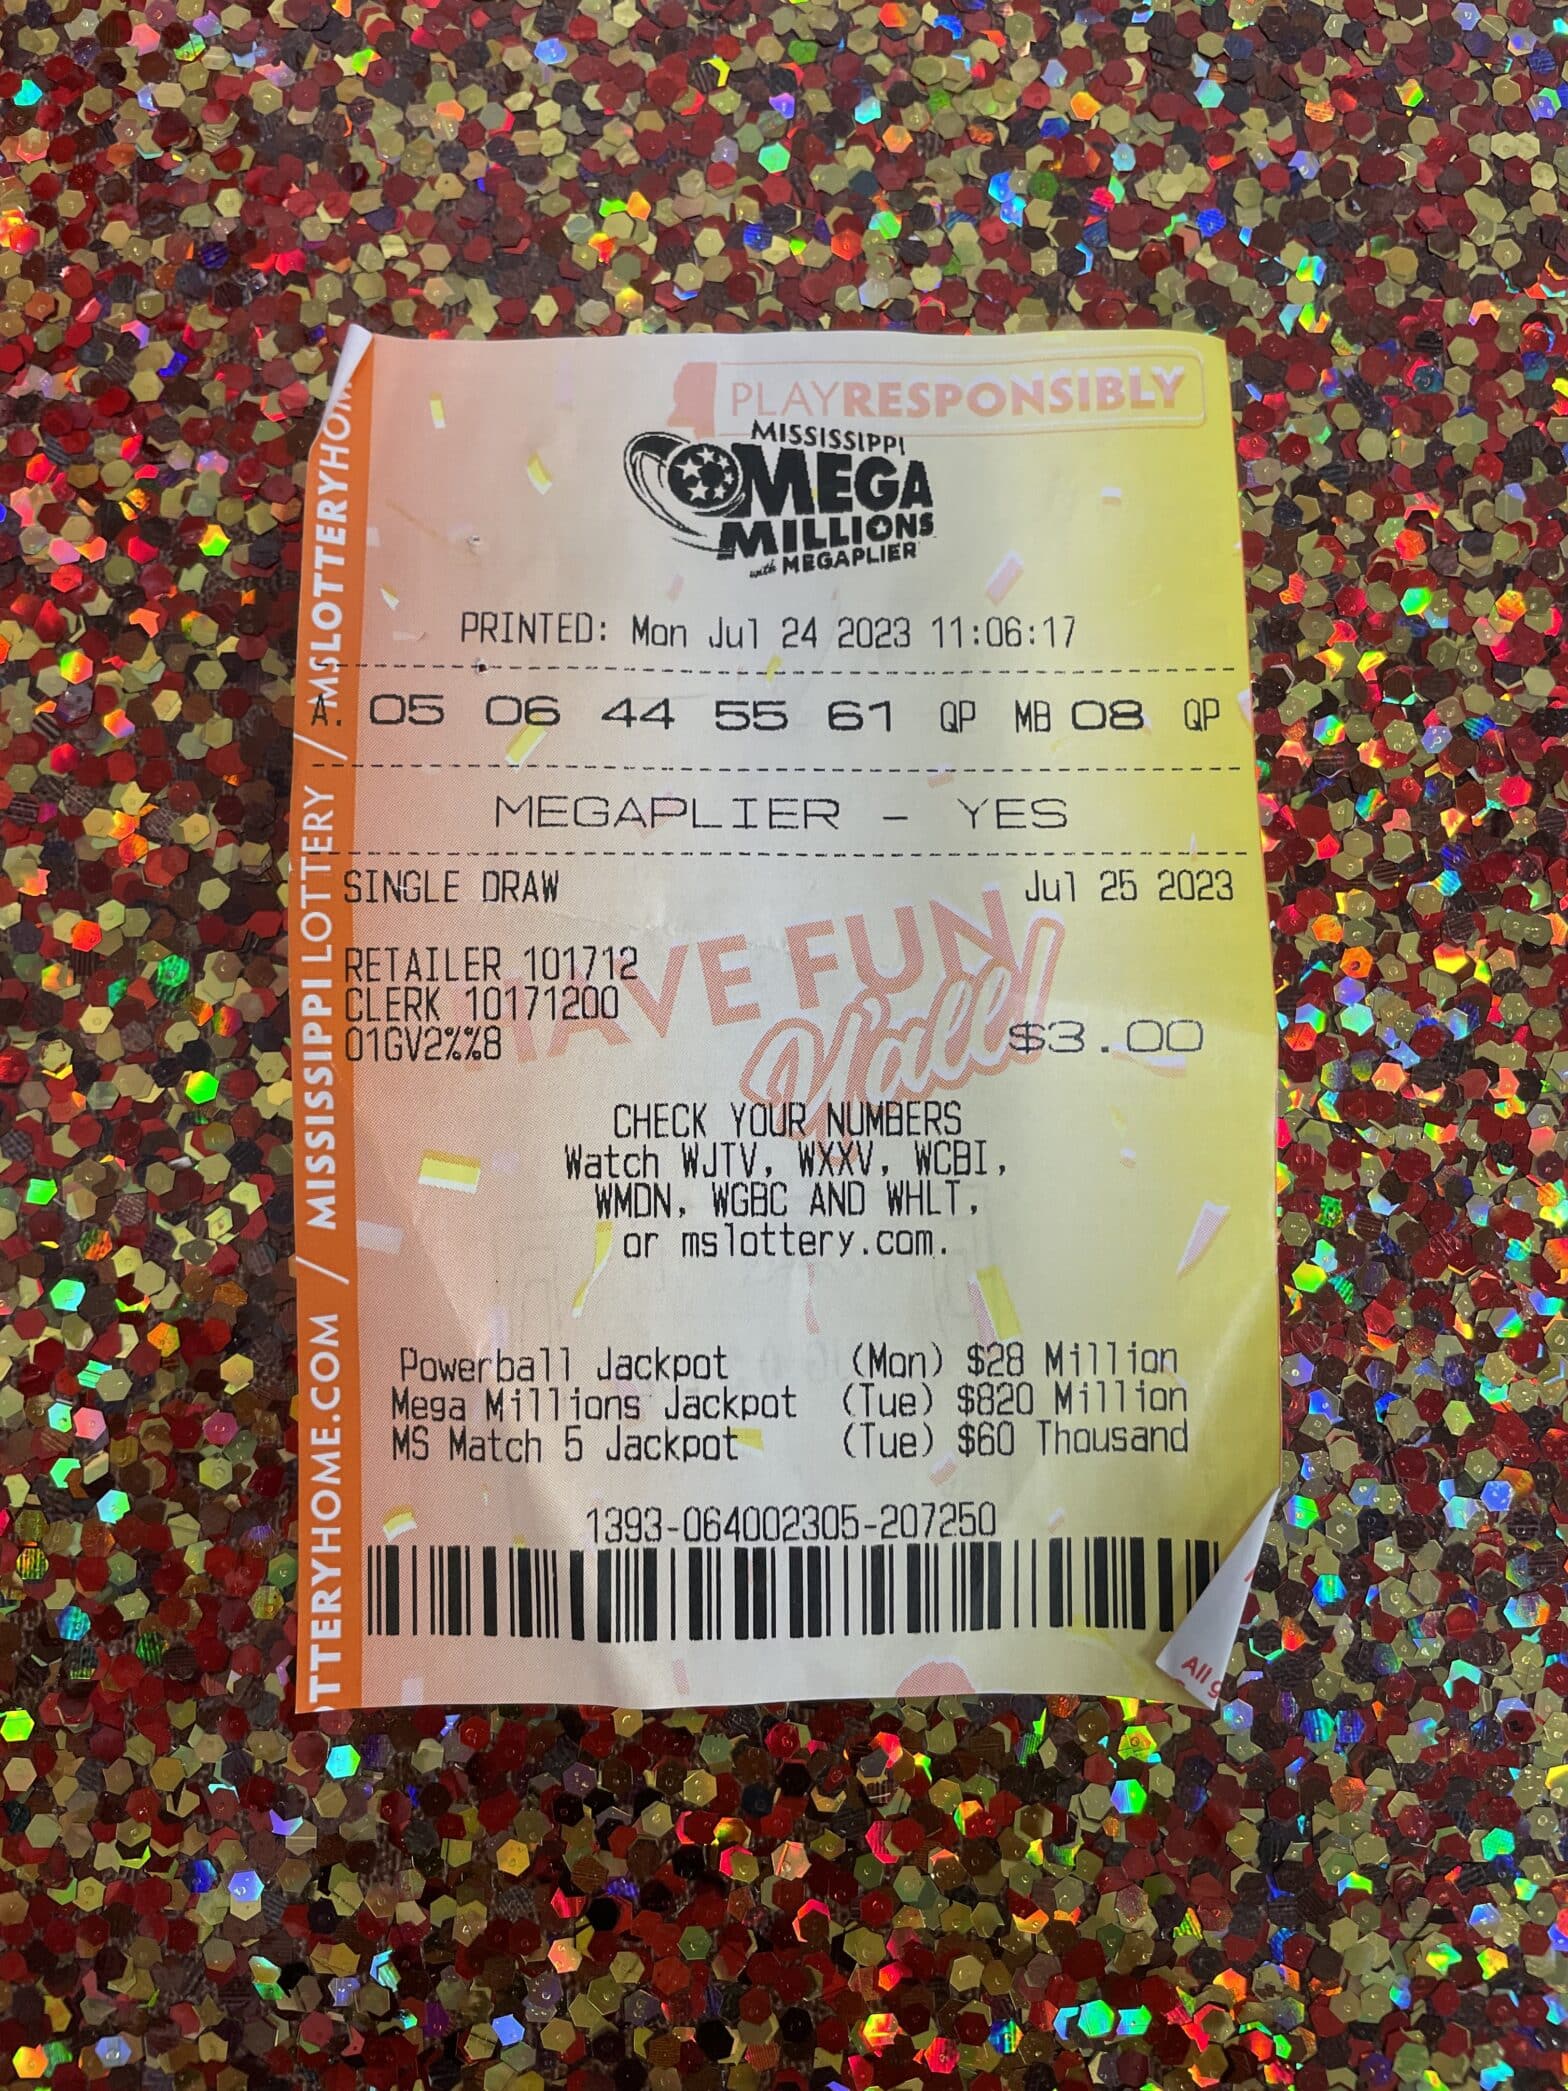 PLAYRESPONSIBLY
MISSISSIPPI
MEGA
MILLIONS
with MEGAPLIER
PRINTED: Mon Jul 24 2023 11:06:17
A. 05 06 44 55 61 QP MB 08 QP
MEGAPLIER - YES
SINGLE DRAW Jul 25 2023
HAVE FUN
Y'all!
RETAILER 101712
CLERK 10171200
01GV2%%8
$3.00
CHECK YOUR NUMBERS
Watch WJTV, WXXV, WCBI,
WMDN, WGBC AND WHLT,
or mslottery.com.
Powerball Jackpot (Mon) $28 Million
Mega Millions Jackpot (Tue) $820 Million
MS Match 5 Jackpot (Tue) $60 Thousand
1393-064002305-207250
OTTERYHOME.COM / MISSISSIPPI LOTTERY / MSLOTTERYHOM
All g